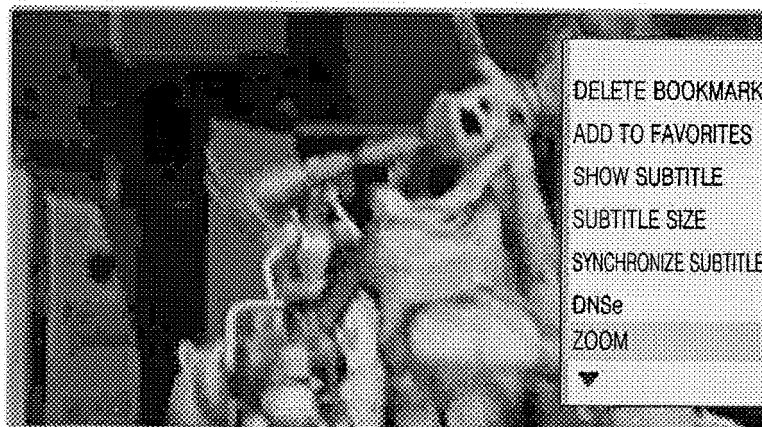 DELETE BOOKMARK
ADD TO FAVORITES
SHOW SUBTITLE
SUBTITLE SIZE
SYNCHRONIZE SUBTITLE
DNSe
ZOOM